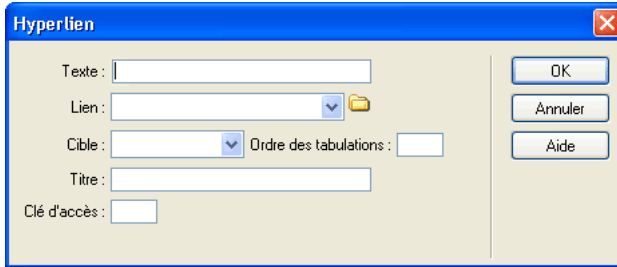 Hyperlien
Texte :
OK
Lien :
Annuler
Cible :
Ordre des tabulations :
Aide
Titre :
Clé d'accès :